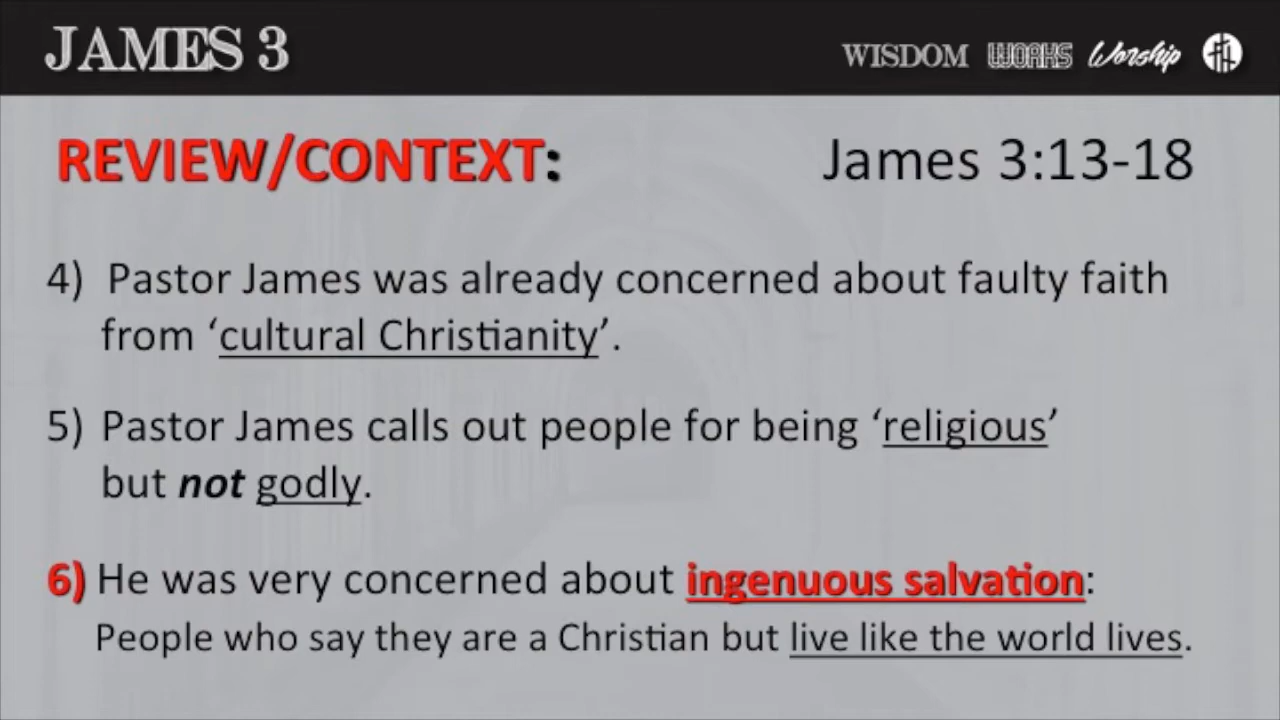 JAMES 3
WISDOM WORKS Worship
REVIEW/CONTEXT: James 3:13-18
4) Pastor James was already concerned about faulty faith
from ‘cultural Christianity’.
5) Pastor James calls out people for being ‘religious’
but not godly.
6) He was very concerned about ingenuous salvation:
People who say they are a Christian but live like the world lives.